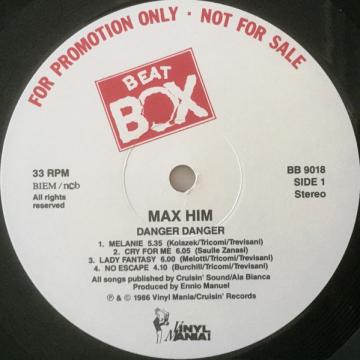 FOR PROMOTION ONLY · NOT FOR SALE
BEAT
BOX
33 RPM
BIEM / ncb
All rights
reserved
BB 9018
SIDE 1
Stereo
MAX HIM
DANGER DANGER
1. MELANIE 5.35 (Kolazek/Tricomi/Trevisani)
2. CRY FOR ME 6.05 (Saulle Zanasi)
3. LADY FANTASY 6.00 (Melotti/Tricomi/Trevisani)
4. NO ESCAPE 4.10 (Burchill/Tricomi/Trevisani)
All songs published by Cruisin' Sound/Ala Bianca
Produced by Ennio Manuel
℗ & © 1986 Vinyl Mania/Cruisin' Records
VINYL
MANIA!